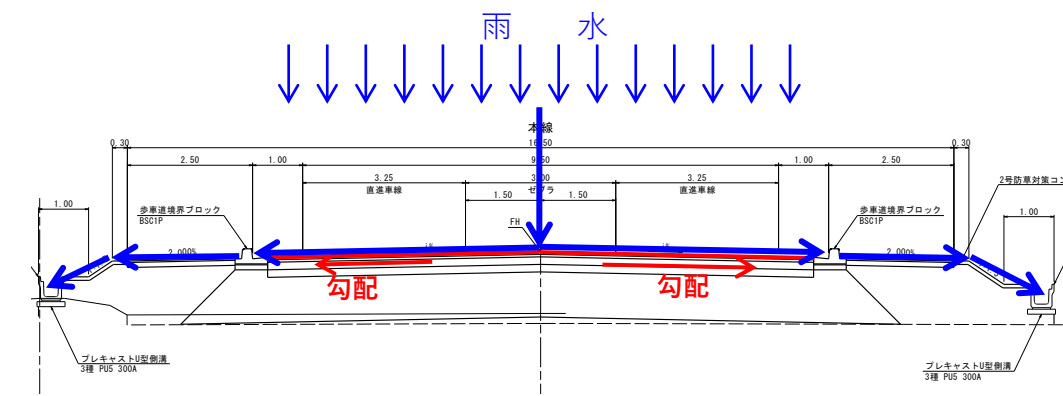 雨 水
本線
0.30
16.50
0.30
2.50
1.00
9.50
1.00
2.50
3.25
3.00
3.25
直進車線
ゼブラ
直進車線
1.50
1.50
1.00
歩車道境界ブロック
BSC1P
FH
歩車道境界ブロック
BSC1P
2号防草対策コン
1.00
2.000%
2.000%
勾配
勾配
プレキャストU型側溝
3種 PU5 300A
プレキャストU型側溝
3種 PU5 300A